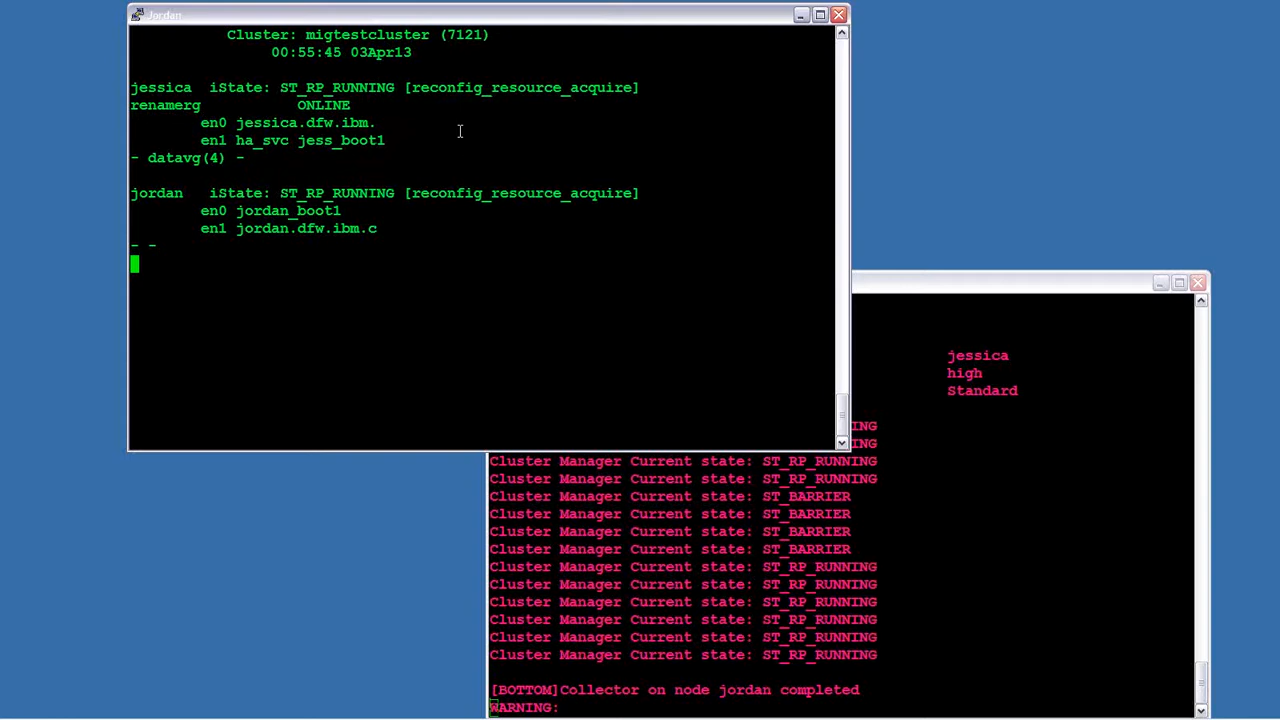 Jordan
Cluster: migtestcluster (7121)
00:55:45 03Apr13
jessica iState: ST_RP_RUNNING [reconfig_resource_acquire]
renamerg ONLINE
en0 jessica.dfw.ibm.
en1 ha_svc jess_boot1
- datavg(4) -
jordan iState: ST_RP_RUNNING [reconfig_resource_acquire]
en0 jordan_boot1
en1 jordan.dfw.ibm.c
- -
jessica
high
Standard
ING
ING
Cluster Manager Current state: ST_RP_RUNNING
Cluster Manager Current state: ST_RP_RUNNING
Cluster Manager Current state: ST_BARRIER
Cluster Manager Current state: ST_BARRIER
Cluster Manager Current state: ST_BARRIER
Cluster Manager Current state: ST_BARRIER
Cluster Manager Current state: ST_RP_RUNNING
Cluster Manager Current state: ST_RP_RUNNING
Cluster Manager Current state: ST_RP_RUNNING
Cluster Manager Current state: ST_RP_RUNNING
Cluster Manager Current state: ST_RP_RUNNING
Cluster Manager Current state: ST_RP_RUNNING
[BOTTOM]Collector on node jordan completed
WARNING: